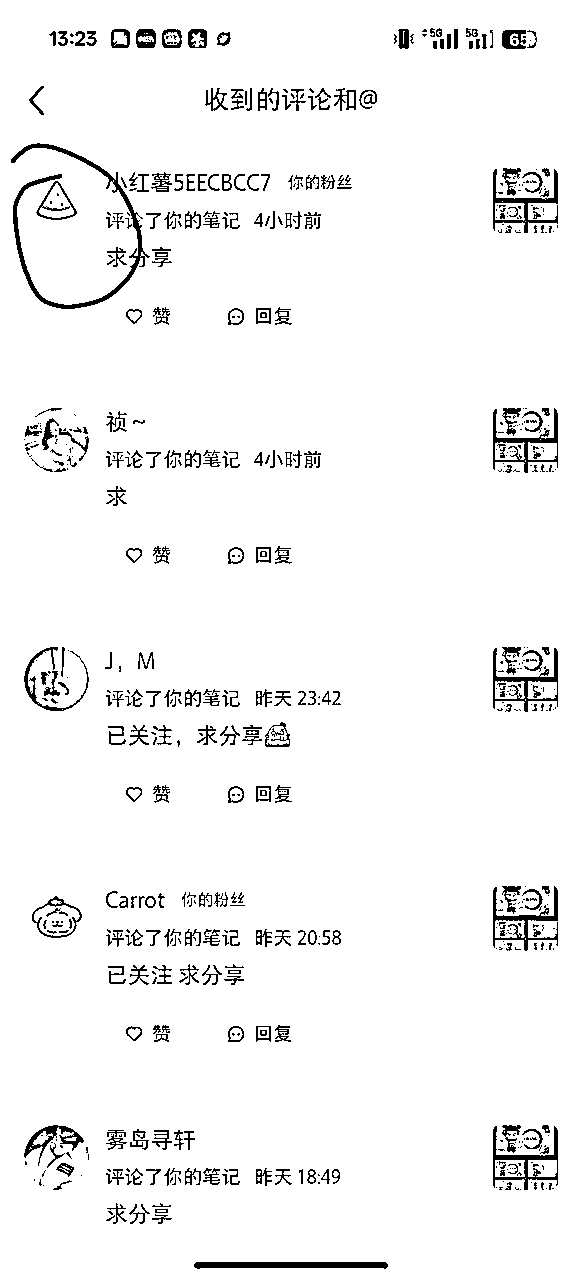 13:23 5G 5G 65
收到的评论和@
小红薯5EECBCC7 你的粉丝
评论了你的笔记 4小时前
求分享
赞 回复
祯~
评论了你的笔记 4小时前
求
赞 回复
J，M
评论了你的笔记 昨天 23:42
已关注，求分享
赞 回复
Carrot 你的粉丝
评论了你的笔记 昨天 20:58
已关注 求分享
赞 回复
雾岛寻轩
评论了你的笔记 昨天 18:49
求分享